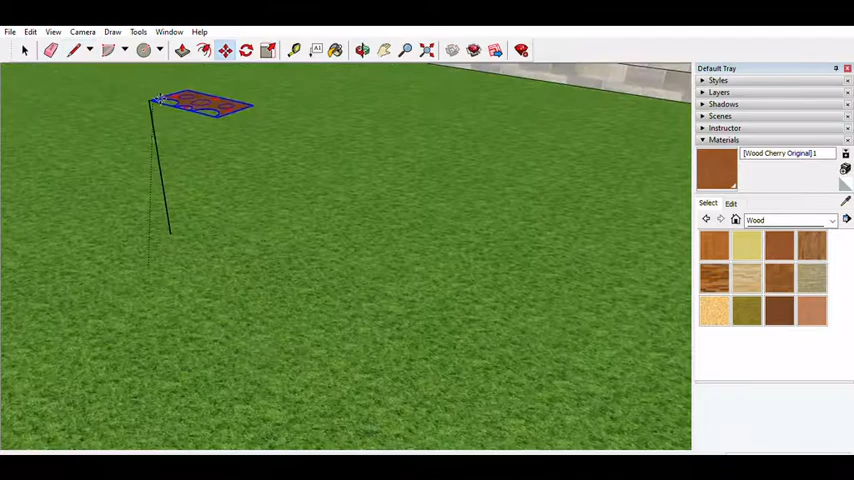 File Edit View Camera Draw Tools Window Help
Default Tray
Styles
Layers
Shadows
Scenes
Instructor
Materials
[Wood Cherry Original]1
Select Edit
Wood
A1